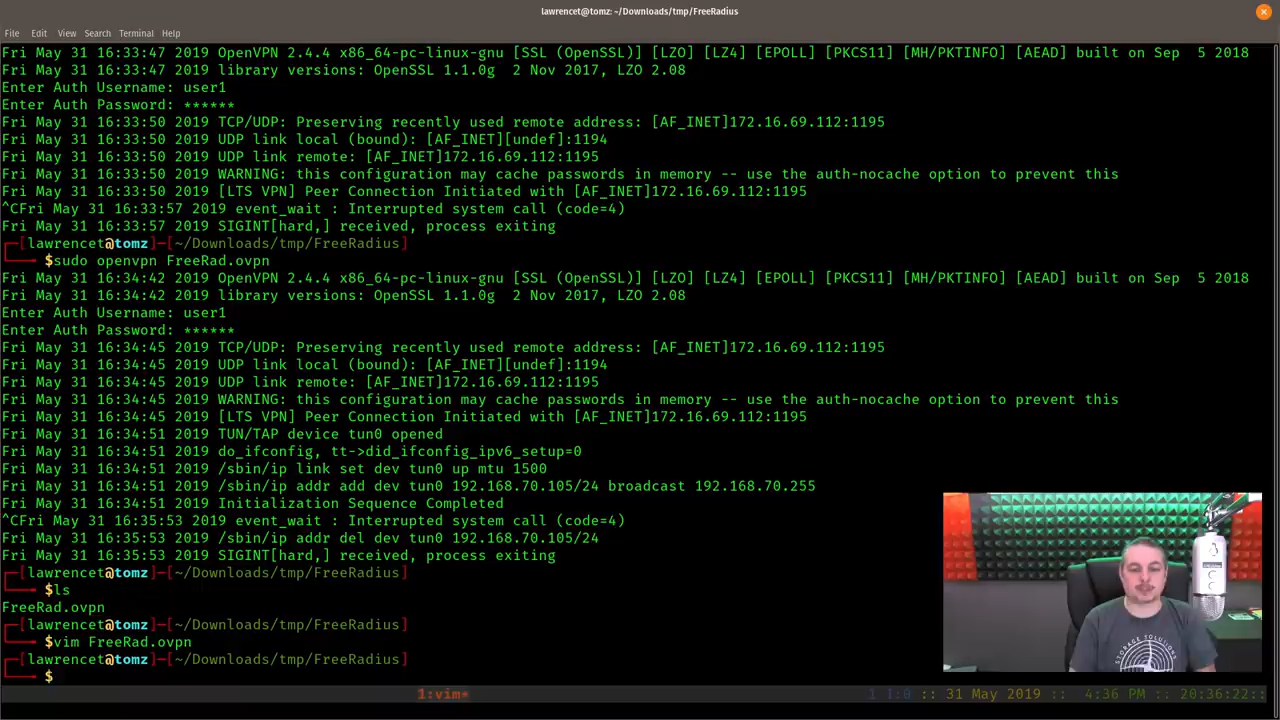 lawrencet@tomz: ~/Downloads/tmp/FreeRadius
File Edit View Search Terminal Help
Fri May 31 16:33:47 2019 OpenVPN 2.4.4 x86_64-pc-linux-gnu [SSL (OpenSSL)] [LZO] [LZ4] [EPOLL] [PKCS11] [MH/PKTINFO] [AEAD] built on Sep  5 2018
Fri May 31 16:33:47 2019 library versions: OpenSSL 1.1.0g  2 Nov 2017, LZO 2.08
Enter Auth Username: user1
Enter Auth Password: ******
Fri May 31 16:33:50 2019 TCP/UDP: Preserving recently used remote address: [AF_INET]172.16.69.112:1195
Fri May 31 16:33:50 2019 UDP link local (bound): [AF_INET][undef]:1194
Fri May 31 16:33:50 2019 UDP link remote: [AF_INET]172.16.69.112:1195
Fri May 31 16:33:50 2019 WARNING: this configuration may cache passwords in memory -- use the auth-nocache option to prevent this
Fri May 31 16:33:50 2019 [LTS VPN] Peer Connection Initiated with [AF_INET]172.16.69.112:1195
^CFri May 31 16:33:57 2019 event_wait : Interrupted system call (code=4)
Fri May 31 16:33:57 2019 SIGINT[hard,] received, process exiting
[lawrencet@tomz]-[~/Downloads/tmp/FreeRadius]
$sudo openvpn FreeRad.ovpn
Fri May 31 16:34:42 2019 OpenVPN 2.4.4 x86_64-pc-linux-gnu [SSL (OpenSSL)] [LZO] [LZ4] [EPOLL] [PKCS11] [MH/PKTINFO] [AEAD] built on Sep  5 2018
Fri May 31 16:34:42 2019 library versions: OpenSSL 1.1.0g  2 Nov 2017, LZO 2.08
Enter Auth Username: user1
Enter Auth Password: ******
Fri May 31 16:34:45 2019 TCP/UDP: Preserving recently used remote address: [AF_INET]172.16.69.112:1195
Fri May 31 16:34:45 2019 UDP link local (bound): [AF_INET][undef]:1194
Fri May 31 16:34:45 2019 UDP link remote: [AF_INET]172.16.69.112:1195
Fri May 31 16:34:45 2019 WARNING: this configuration may cache passwords in memory -- use the auth-nocache option to prevent this
Fri May 31 16:34:45 2019 [LTS VPN] Peer Connection Initiated with [AF_INET]172.16.69.112:1195
Fri May 31 16:34:51 2019 TUN/TAP device tun0 opened
Fri May 31 16:34:51 2019 do_ifconfig, tt->did_ifconfig_ipv6_setup=0
Fri May 31 16:34:51 2019 /sbin/ip link set dev tun0 up mtu 1500
Fri May 31 16:34:51 2019 /sbin/ip addr add dev tun0 192.168.70.105/24 broadcast 192.168.70.255
Fri May 31 16:34:51 2019 Initialization Sequence Completed
^CFri May 31 16:35:53 2019 event_wait : Interrupted system call (code=4)
Fri May 31 16:35:53 2019 /sbin/ip addr del dev tun0 192.168.70.105/24
Fri May 31 16:35:53 2019 SIGINT[hard,] received, process exiting
[lawrencet@tomz]-[~/Downloads/tmp/FreeRadius]
$ls
FreeRad.ovpn
[lawrencet@tomz]-[~/Downloads/tmp/FreeRadius]
$vim FreeRad.ovpn
[lawrencet@tomz]-[~/Downloads/tmp/FreeRadius]
$
STORAGE SOLUTIONS
1:vim* 1 1:0 :: 31 May 2019 :: 4:36 PM :: 20:36:22::